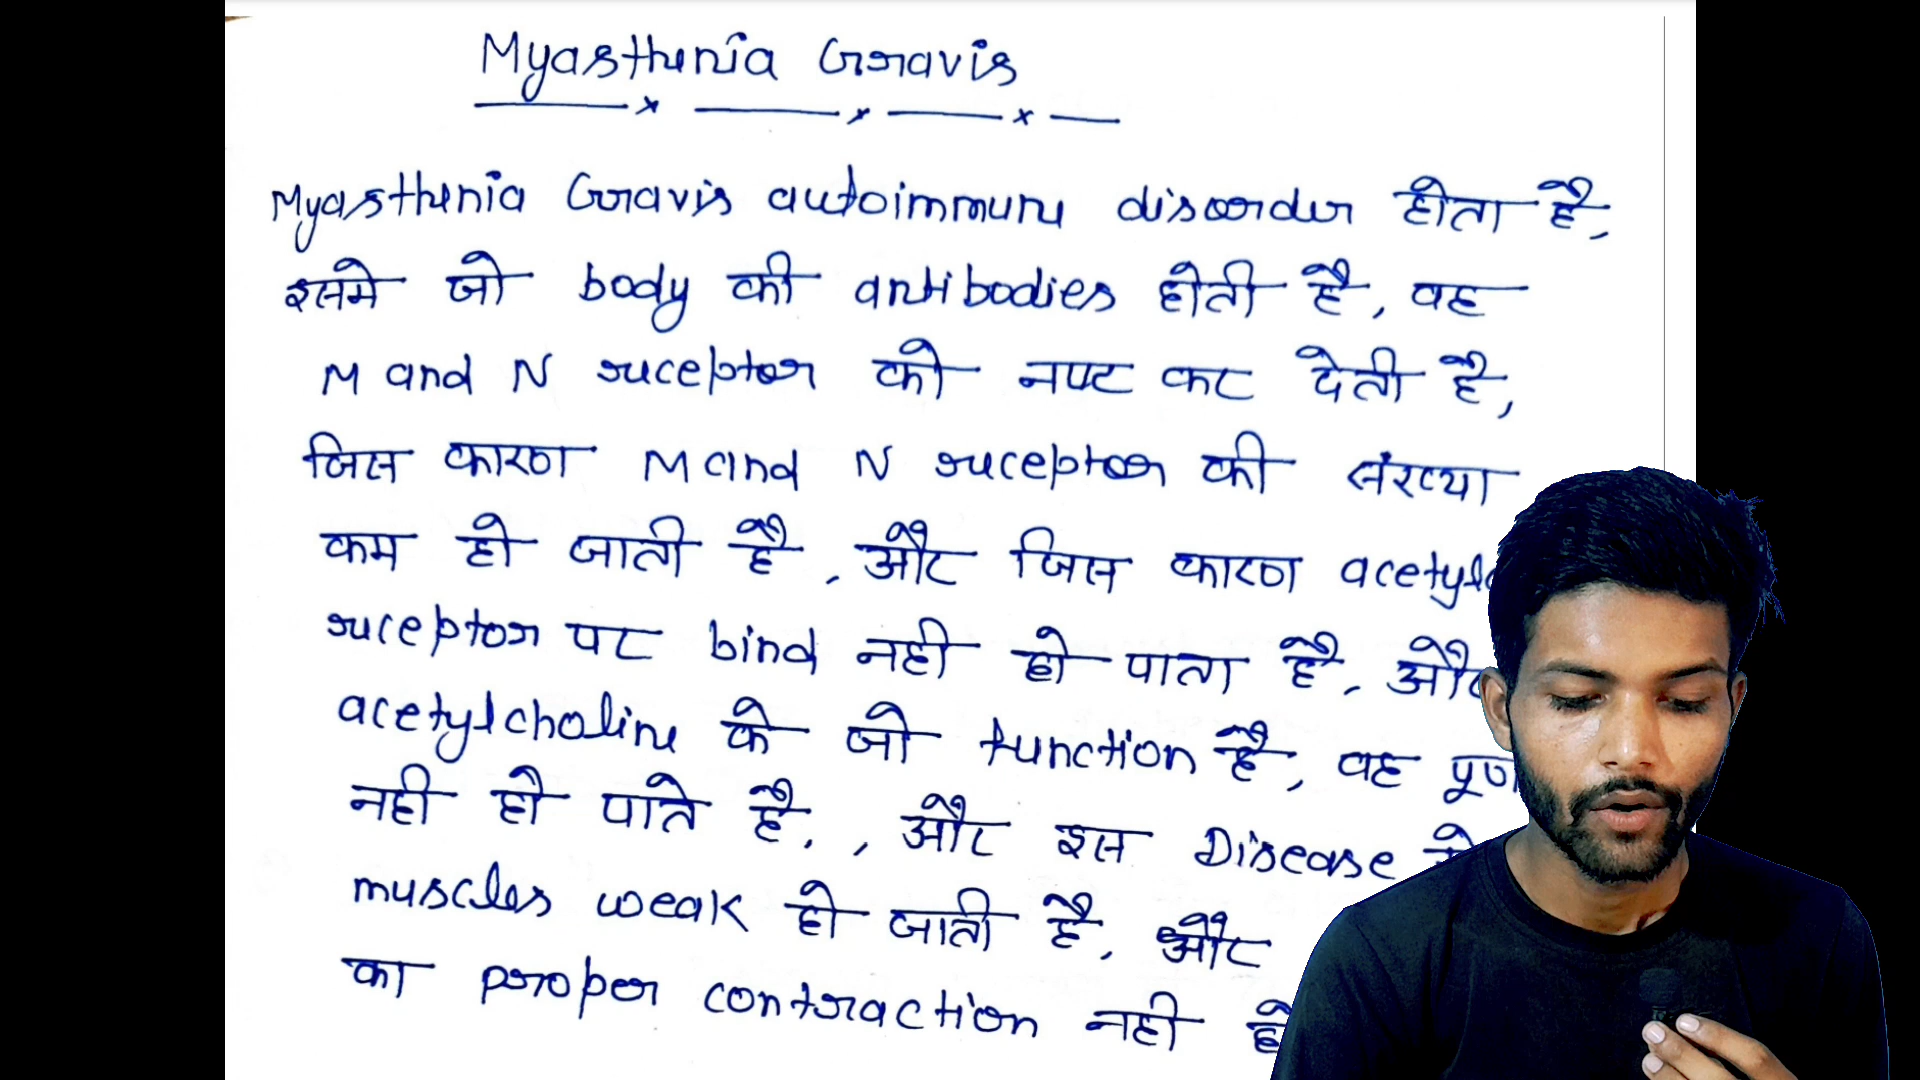 Myasthenia Gravis
Myasthenia Gravis autoimmune disorder होता है,
इसमे जो body की antibodies होती है, वह
M and N receptor को नष्ट कर देती है,
जिस कारण M and N receptor की संख्या
कम हो जाती है, और जिस कारण
receptor पर bind नही हो पाता है, और
acetylcholine के जो function है, वह
नही हो पाते है, , और इस Disease
muscles weak हो जाती है, और
का proper contraction नही